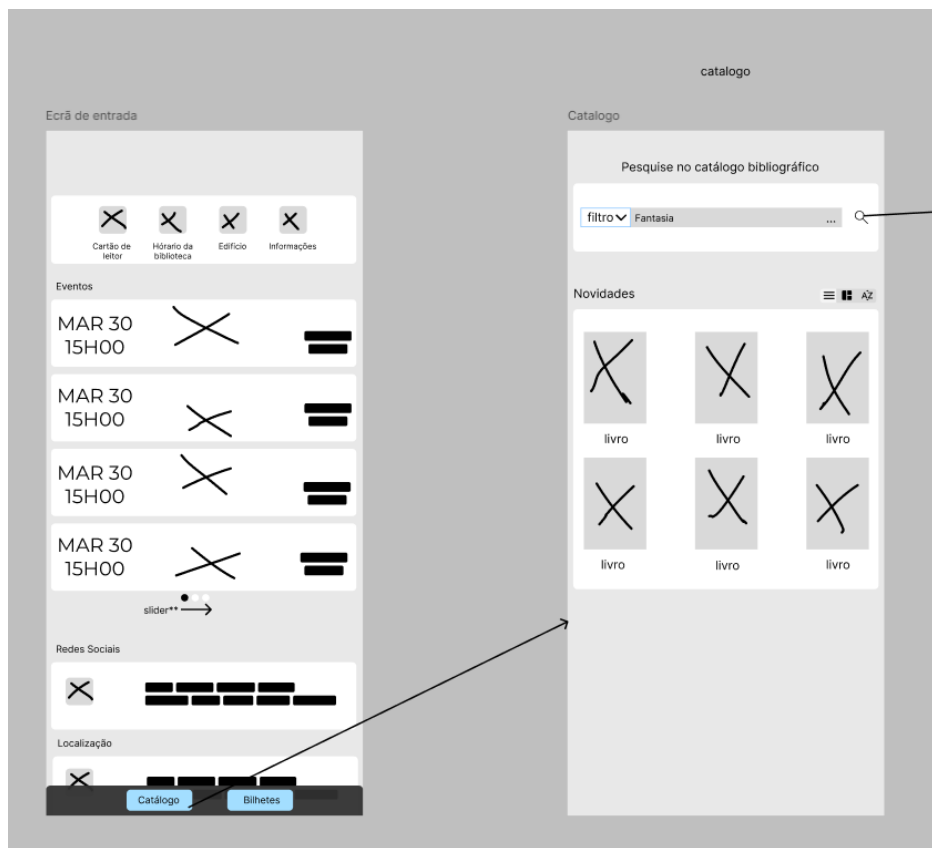 catalogo
Ecrã de entrada
Catalogo
Cartão de
leitor
Hórario da
biblioteca
Edifício
Informações
Eventos
MAR 30
15H00
MAR 30
15H00
MAR 30
15H00
MAR 30
15H00
slider**
Redes Sociais
Localização
Catálogo
Bilhetes
Pesquise no catálogo bibliográfico
filtro
Fantasia
...
Novidades
AZ
livro
livro
livro
livro
livro
livro